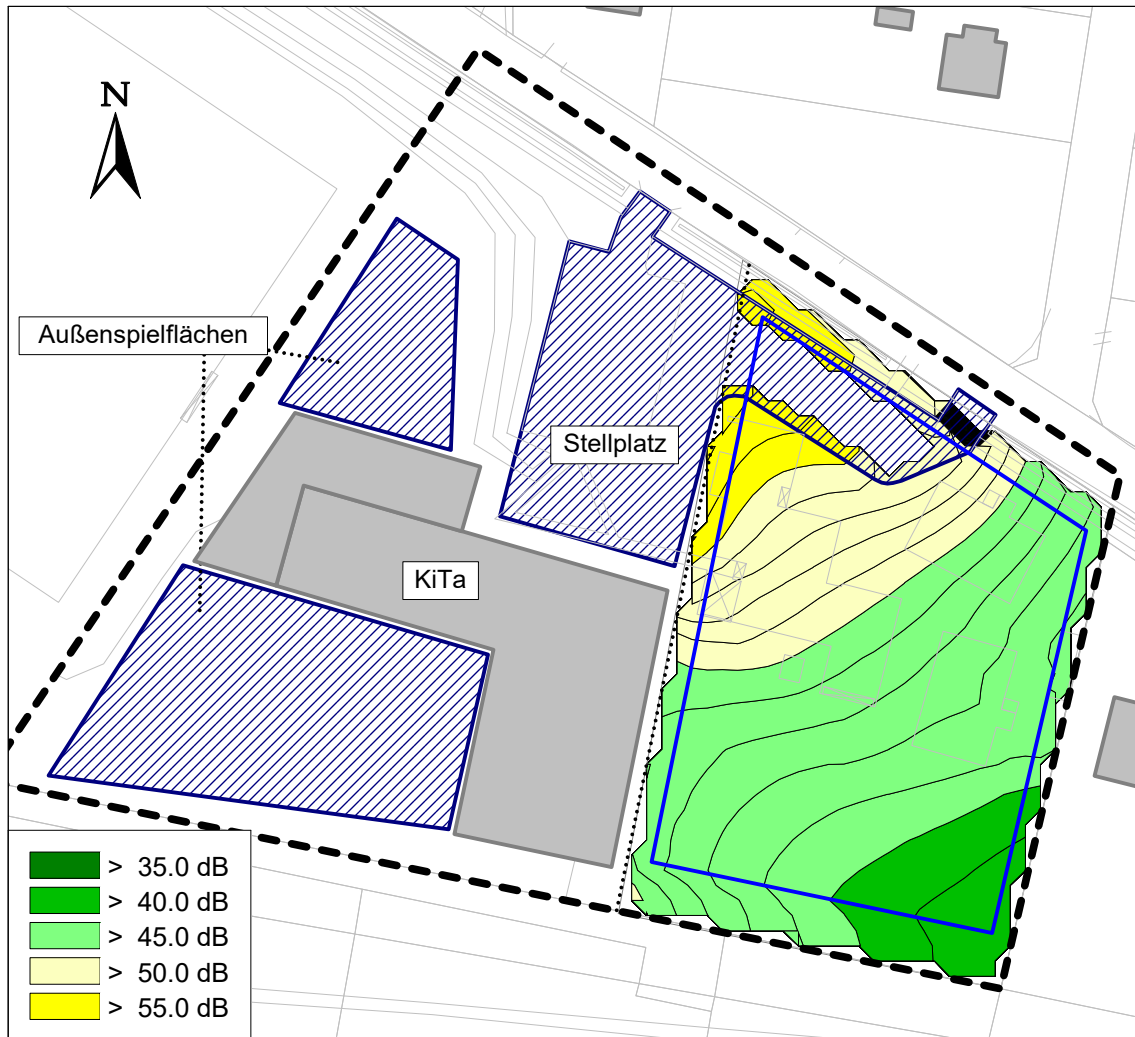 N
Außenspielflächen
Stellplatz
KiTa
> 35.0 dB
> 40.0 dB
> 45.0 dB
> 50.0 dB
> 55.0 dB